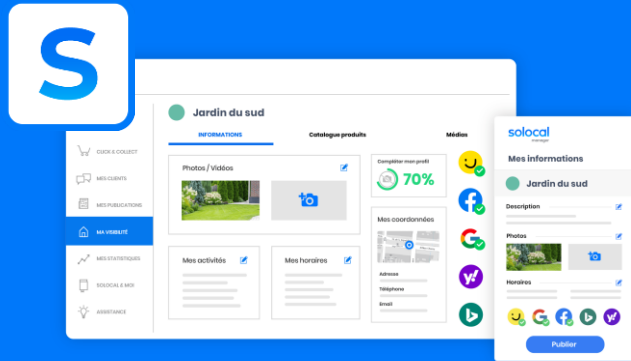 S
Jardin du sud
INFORMATIONS
Catalogue produits
Médias
CLICK & COLLECT
MES CLIENTS
MES PUBLICATIONS
MA VISIBILITÉ
MES STATISTIQUES
SOLOCAL & MOI
ASSISTANCE
Photos / Vidéos
Compléter mon profil
70%
Mes activités
Mes horaires
Mes coordonnées
Adresse
Téléphone
Email
solocal
manager
Mes informations
Jardin du sud
Description
Photos
Horaires
Publier